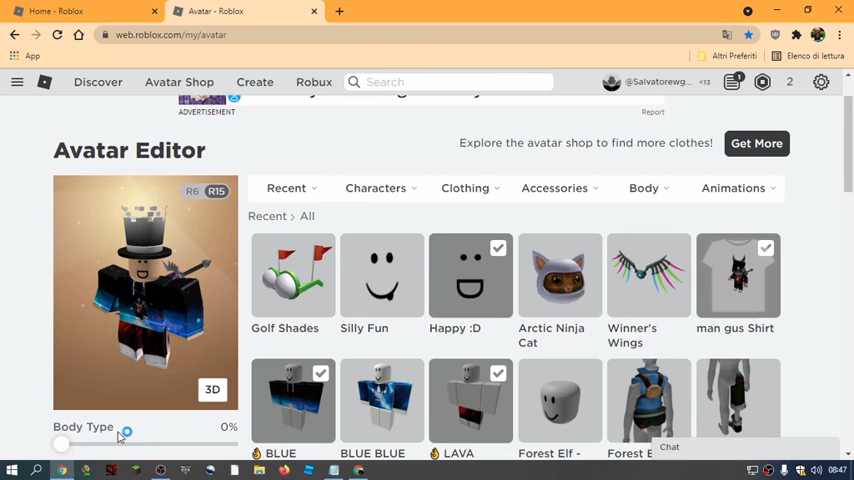 Home - Roblox
Avatar - Roblox
web.roblox.com/my/avatar
App
Altri Preferiti
Elenco di lettura
Discover
Avatar Shop
Create
Robux
Search
@Salvatorewg...
<13
1
2
ADVERTISEMENT
Report
Avatar Editor
Explore the avatar shop to find more clothes!
Get More
R6
R15
Recent
Characters
Clothing
Accessories
Body
Animations
Recent > All
Golf Shades
Silly Fun
Happy :D
Arctic Ninja
Cat
Winner's
Wings
man gus Shirt
3D
Body Type
0%
BLUE
BLUE BLUE
LAVA
Forest Elf -
Forest E
Chat
08:47